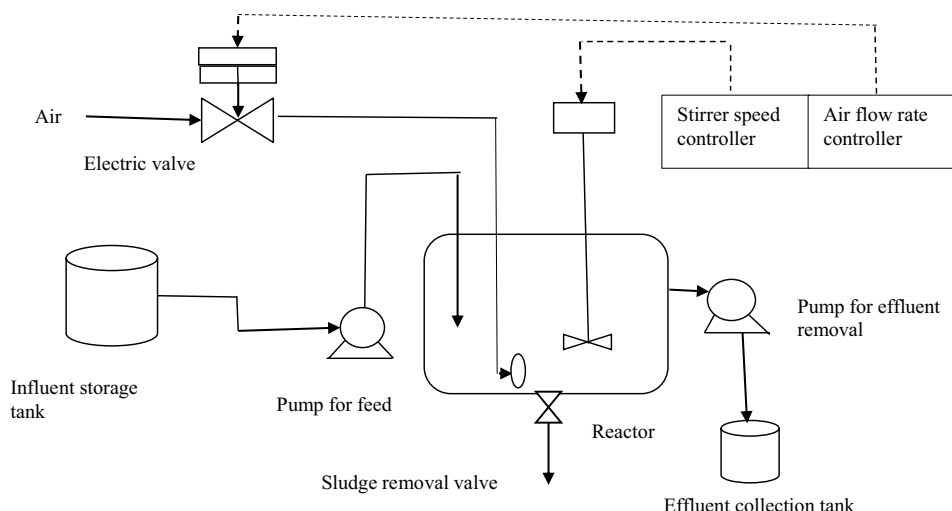 Stirrer speed
controller
Air flow rate
controller
Air
Electric valve
Pump for effluent
removal
Influent storage
tank
Pump for feed
Reactor
Sludge removal valve
Effluent collection tank